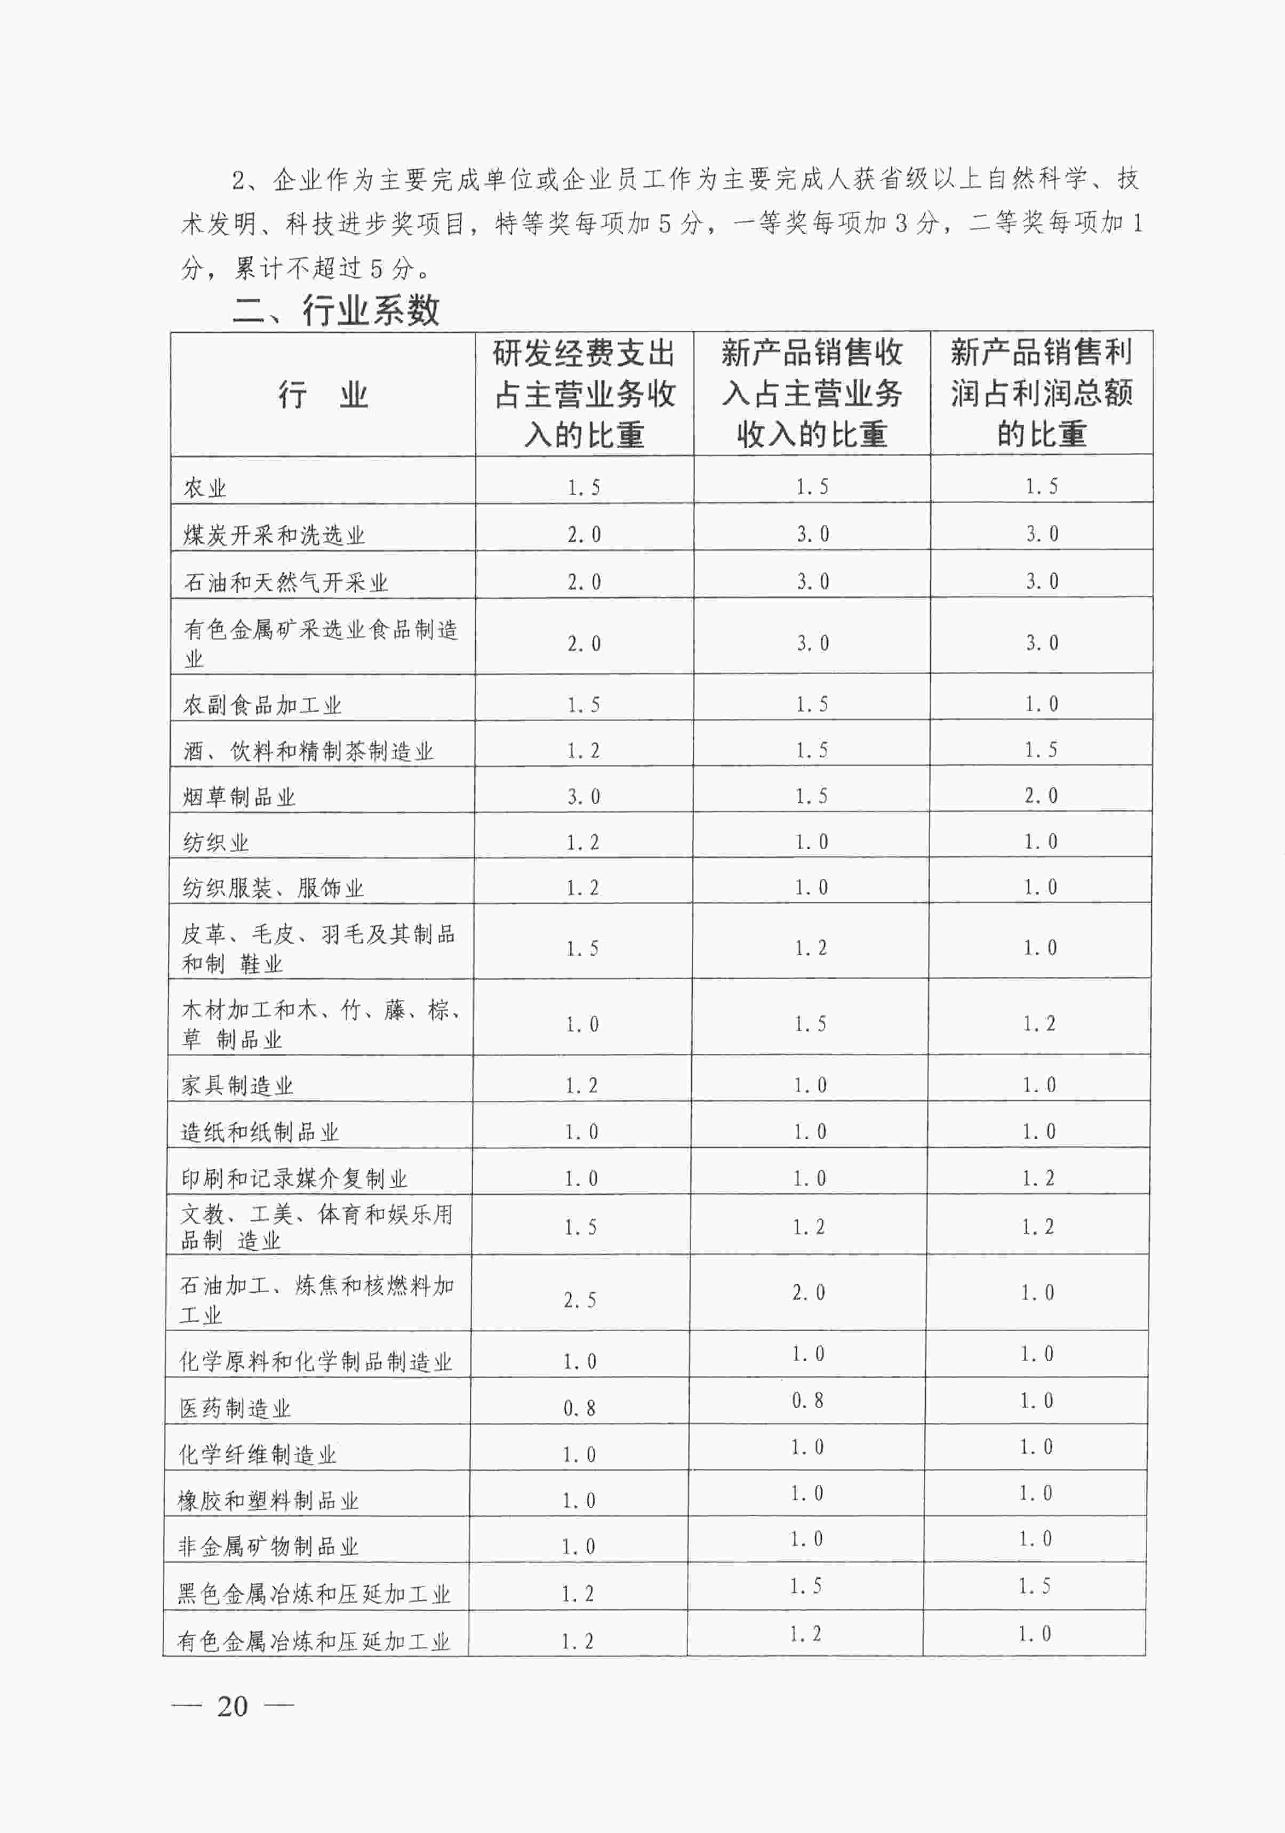 2、企业作为主要完成单位或企业员工作为主要完成人获省级以上自然科学、技
术发明、科技进步奖项目，特等奖每项加 5 分，一等奖每项加 3 分，二等奖每项加 1
分，累计不超过 5 分。
二、行业系数
行 业
研发经费支出
占主营业务收
入的比重
新产品销售收
入占主营业务
收入的比重
新产品销售利
润占利润总额
的比重
农业 1.5 1.5 1.5
煤炭开采和洗选业 2.0 3.0 3.0
石油和天然气开采业 2.0 3.0 3.0
有色金属矿采选业食品制造
业
2.0 3.0 3.0
农副食品加工业 1.5 1.5 1.0
酒、饮料和精制茶制造业 1.2 1.5 1.5
烟草制品业 3.0 1.5 2.0
纺织业 1.2 1.0 1.0
纺织服装、服饰业 1.2 1.0 1.0
皮革、毛皮、羽毛及其制品
和制 鞋业
1.5 1.2 1.0
木材加工和木、竹、藤、棕、
草 制品业
1.0 1.5 1.2
家具制造业 1.2 1.0 1.0
造纸和纸制品业 1.0 1.0 1.0
印刷和记录媒介复制业 1.0 1.0 1.2
文教、工美、体育和娱乐用
品制 造业
1.5 1.2 1.2
石油加工、炼焦和核燃料加
工业
2.5 2.0 1.0
化学原料和化学制品制造业 1.0 1.0 1.0
医药制造业 0.8 0.8 1.0
化学纤维制造业 1.0 1.0 1.0
橡胶和塑料制品业 1.0 1.0 1.0
非金属矿物制品业 1.0 1.0 1.0
黑色金属冶炼和压延加工业 1.2 1.5 1.5
有色金属冶炼和压延加工业 1.2 1.2 1.0
— 20 —